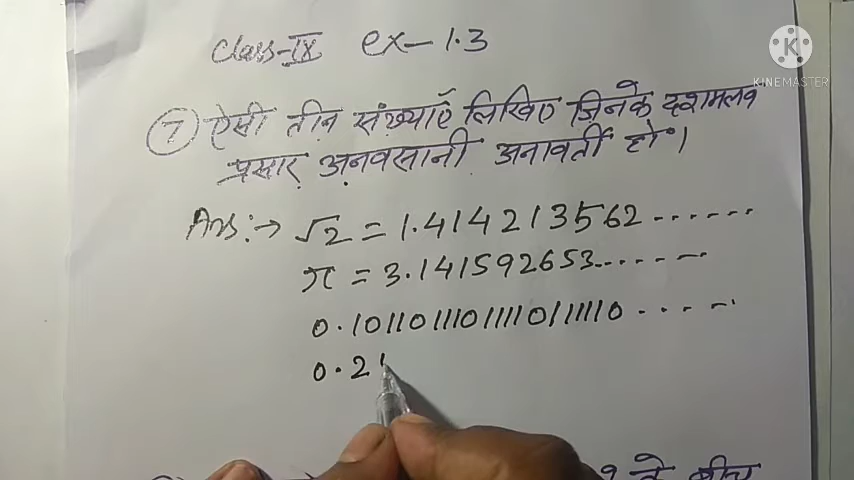 Class-IX ex-1.3
KINEMASTER
7 ऐसी तीन संख्याएँ लिखिए जिनके दशमलव
प्रसार अनवसानी अनावर्ती हो।
Ans:→ √2 = 1.414213562......
π = 3.141592653......
0.10110111011110111110.....
0.21
के बीच